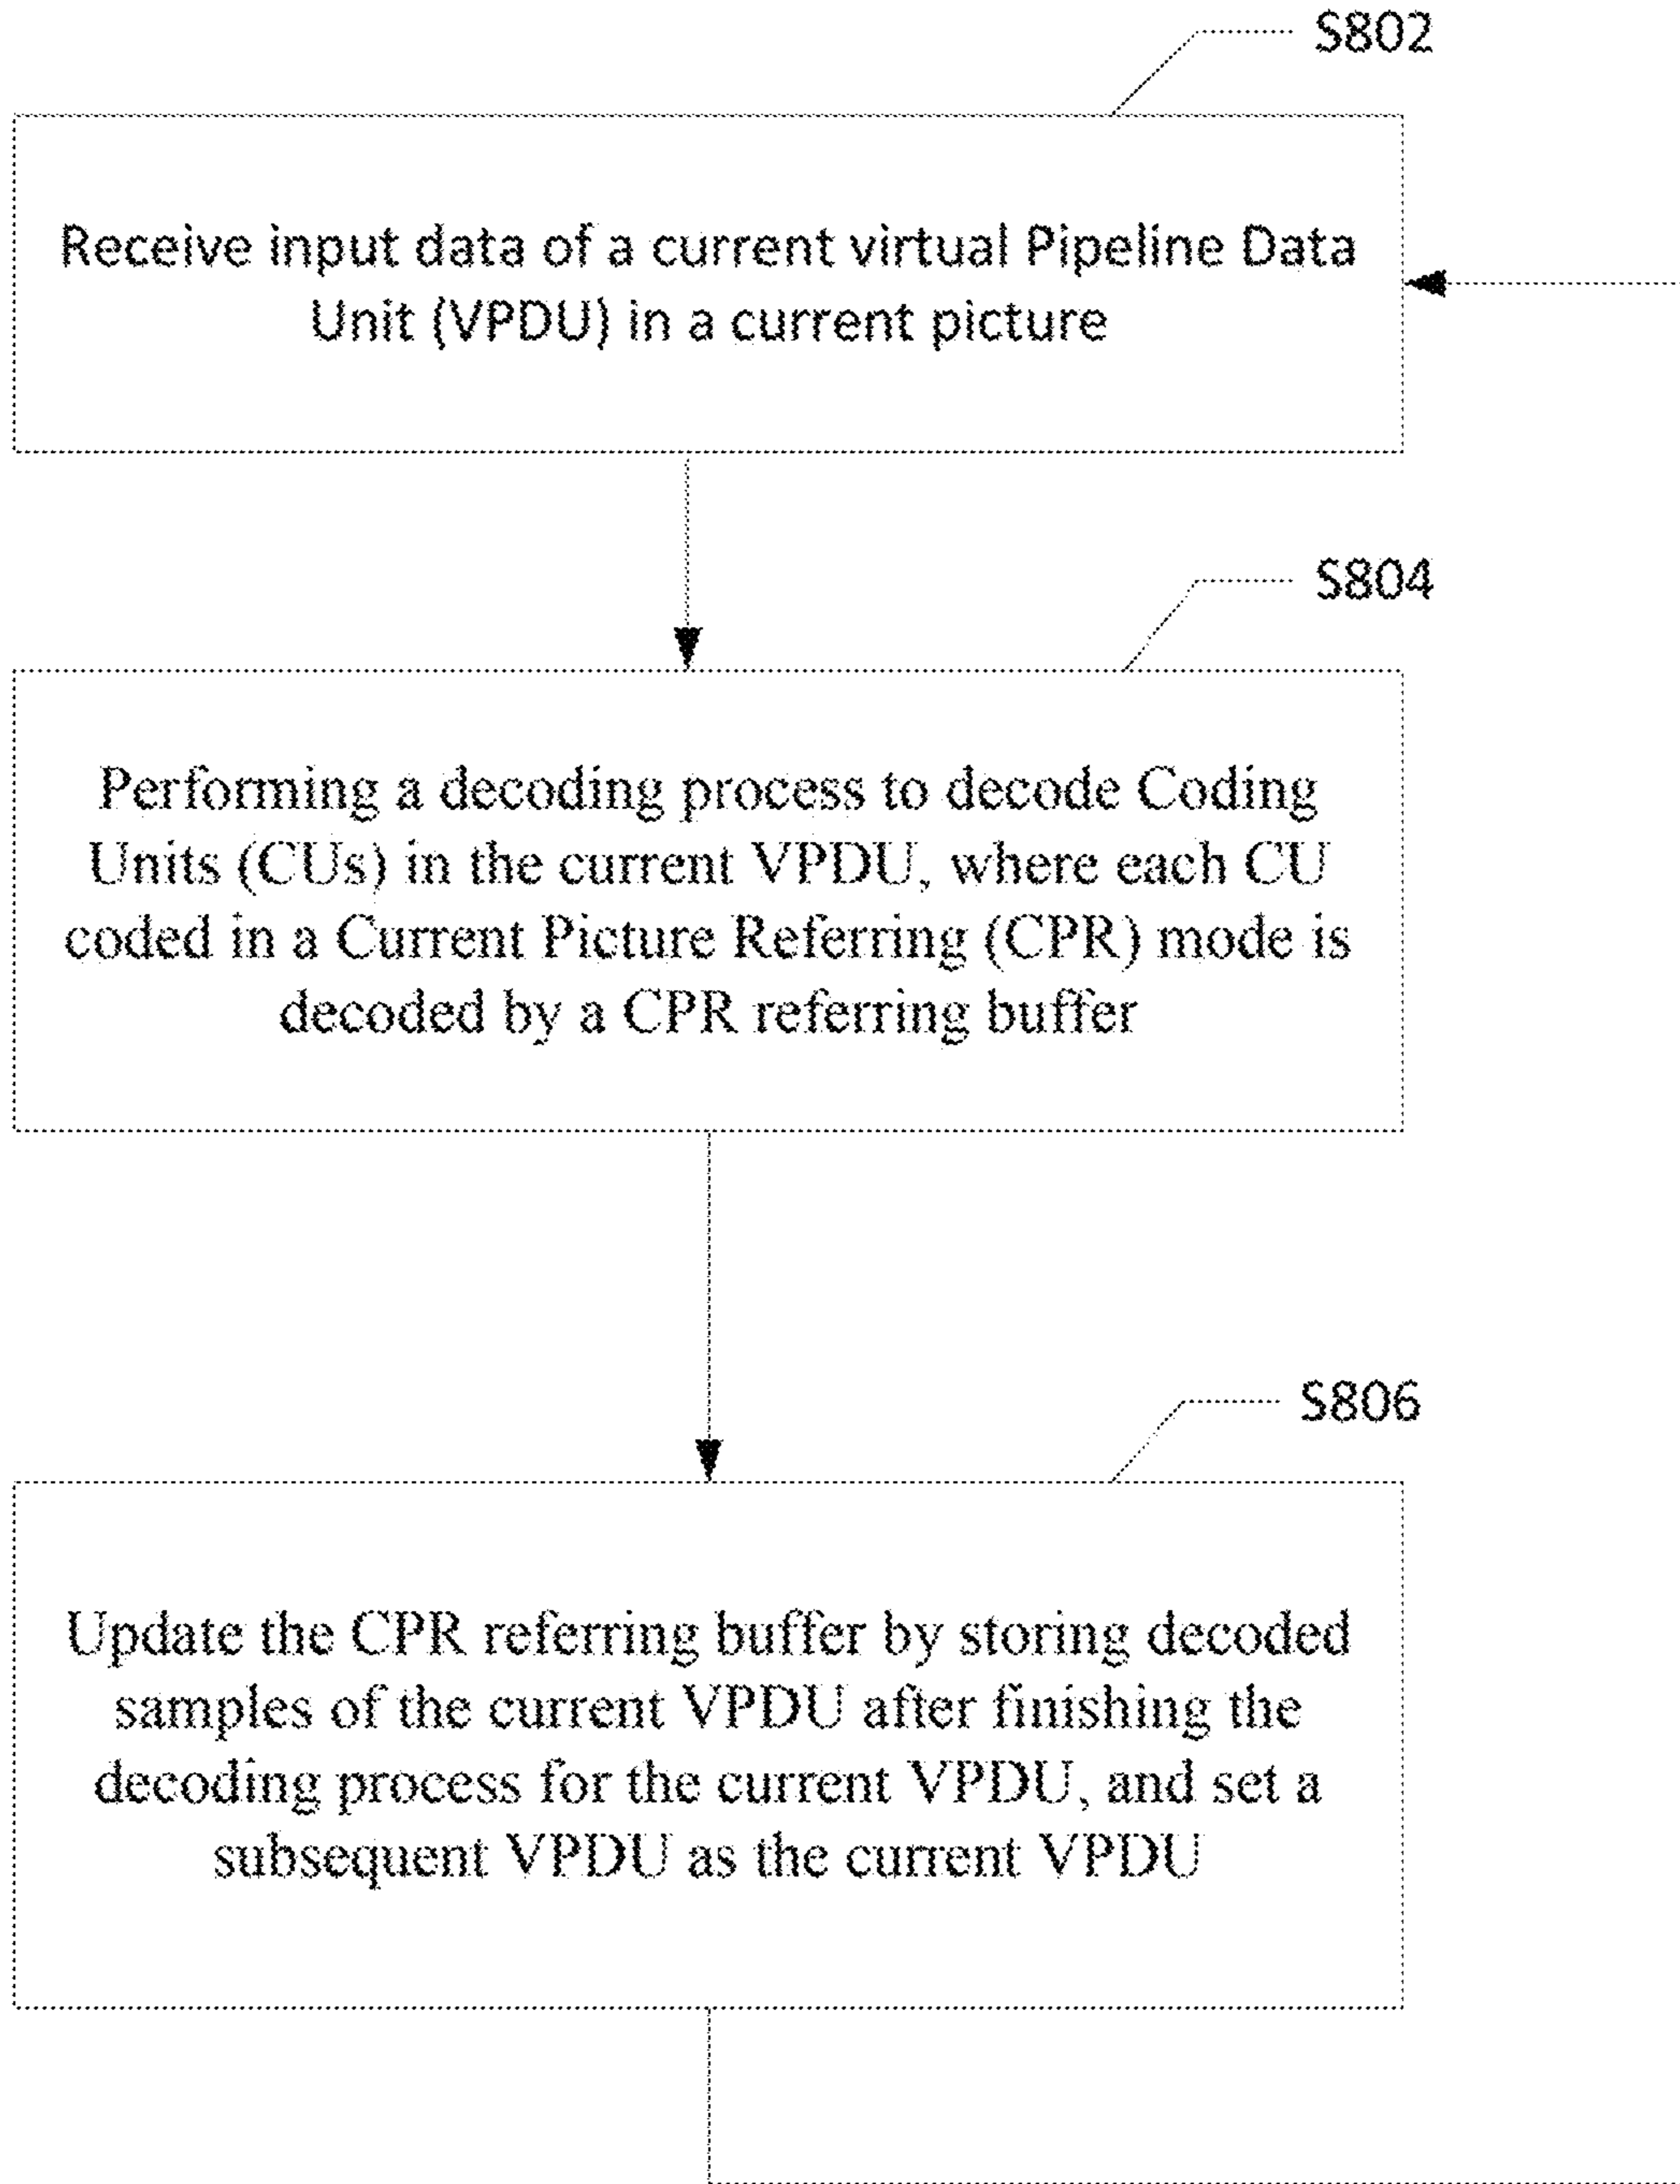 S802
Receive input data of a current virtual Pipeline Data
Unit (VPDU) in a current picture
S804
Performing a decoding process to decode Coding
Units (CUs) in the current VPDU, where each CU
coded in a Current Picture Referring (CPR) mode is
decoded by a CPR referring buffer
S806
Update the CPR referring buffer by storing decoded
samples of the current VPDU after finishing the
decoding process for the current VPDU, and set a
subsequent VPDU as the current VPDU